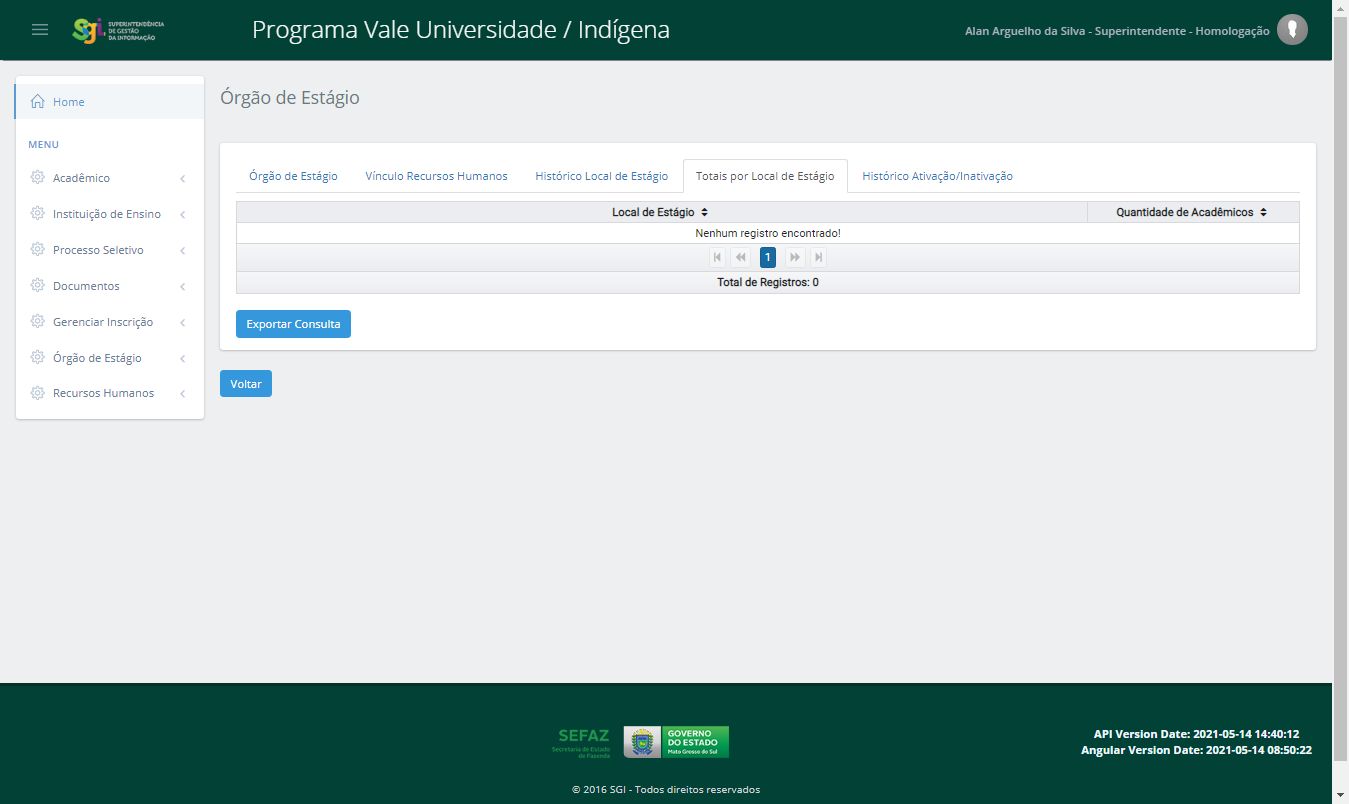 Sgi. SUPERINTENDÊNCIA
DE GESTÃO
DA INFORMAÇÃO
Programa Vale Universidade / Indígena
Alan Arguelho da Silva - Superintendente - Homologação
Home
MENU
Acadêmico
Instituição de Ensino
Processo Seletivo
Documentos
Gerenciar Inscrição
Órgão de Estágio
Recursos Humanos
Órgão de Estágio
Órgão de Estágio Vínculo Recursos Humanos Histórico Local de Estágio Totais por Local de Estágio Histórico Ativação/Inativação
Local de Estágio Quantidade de Acadêmicos
Nenhum registro encontrado!
1
Total de Registros: 0
Exportar Consulta
Voltar
SEFAZ
Secretaria de Estado
de Fazenda
GOVERNO
DO ESTADO
Mato Grosso do Sul
API Version Date: 2021-05-14 14:40:12
Angular Version Date: 2021-05-14 08:50:22
© 2016 SGI - Todos direitos reservados